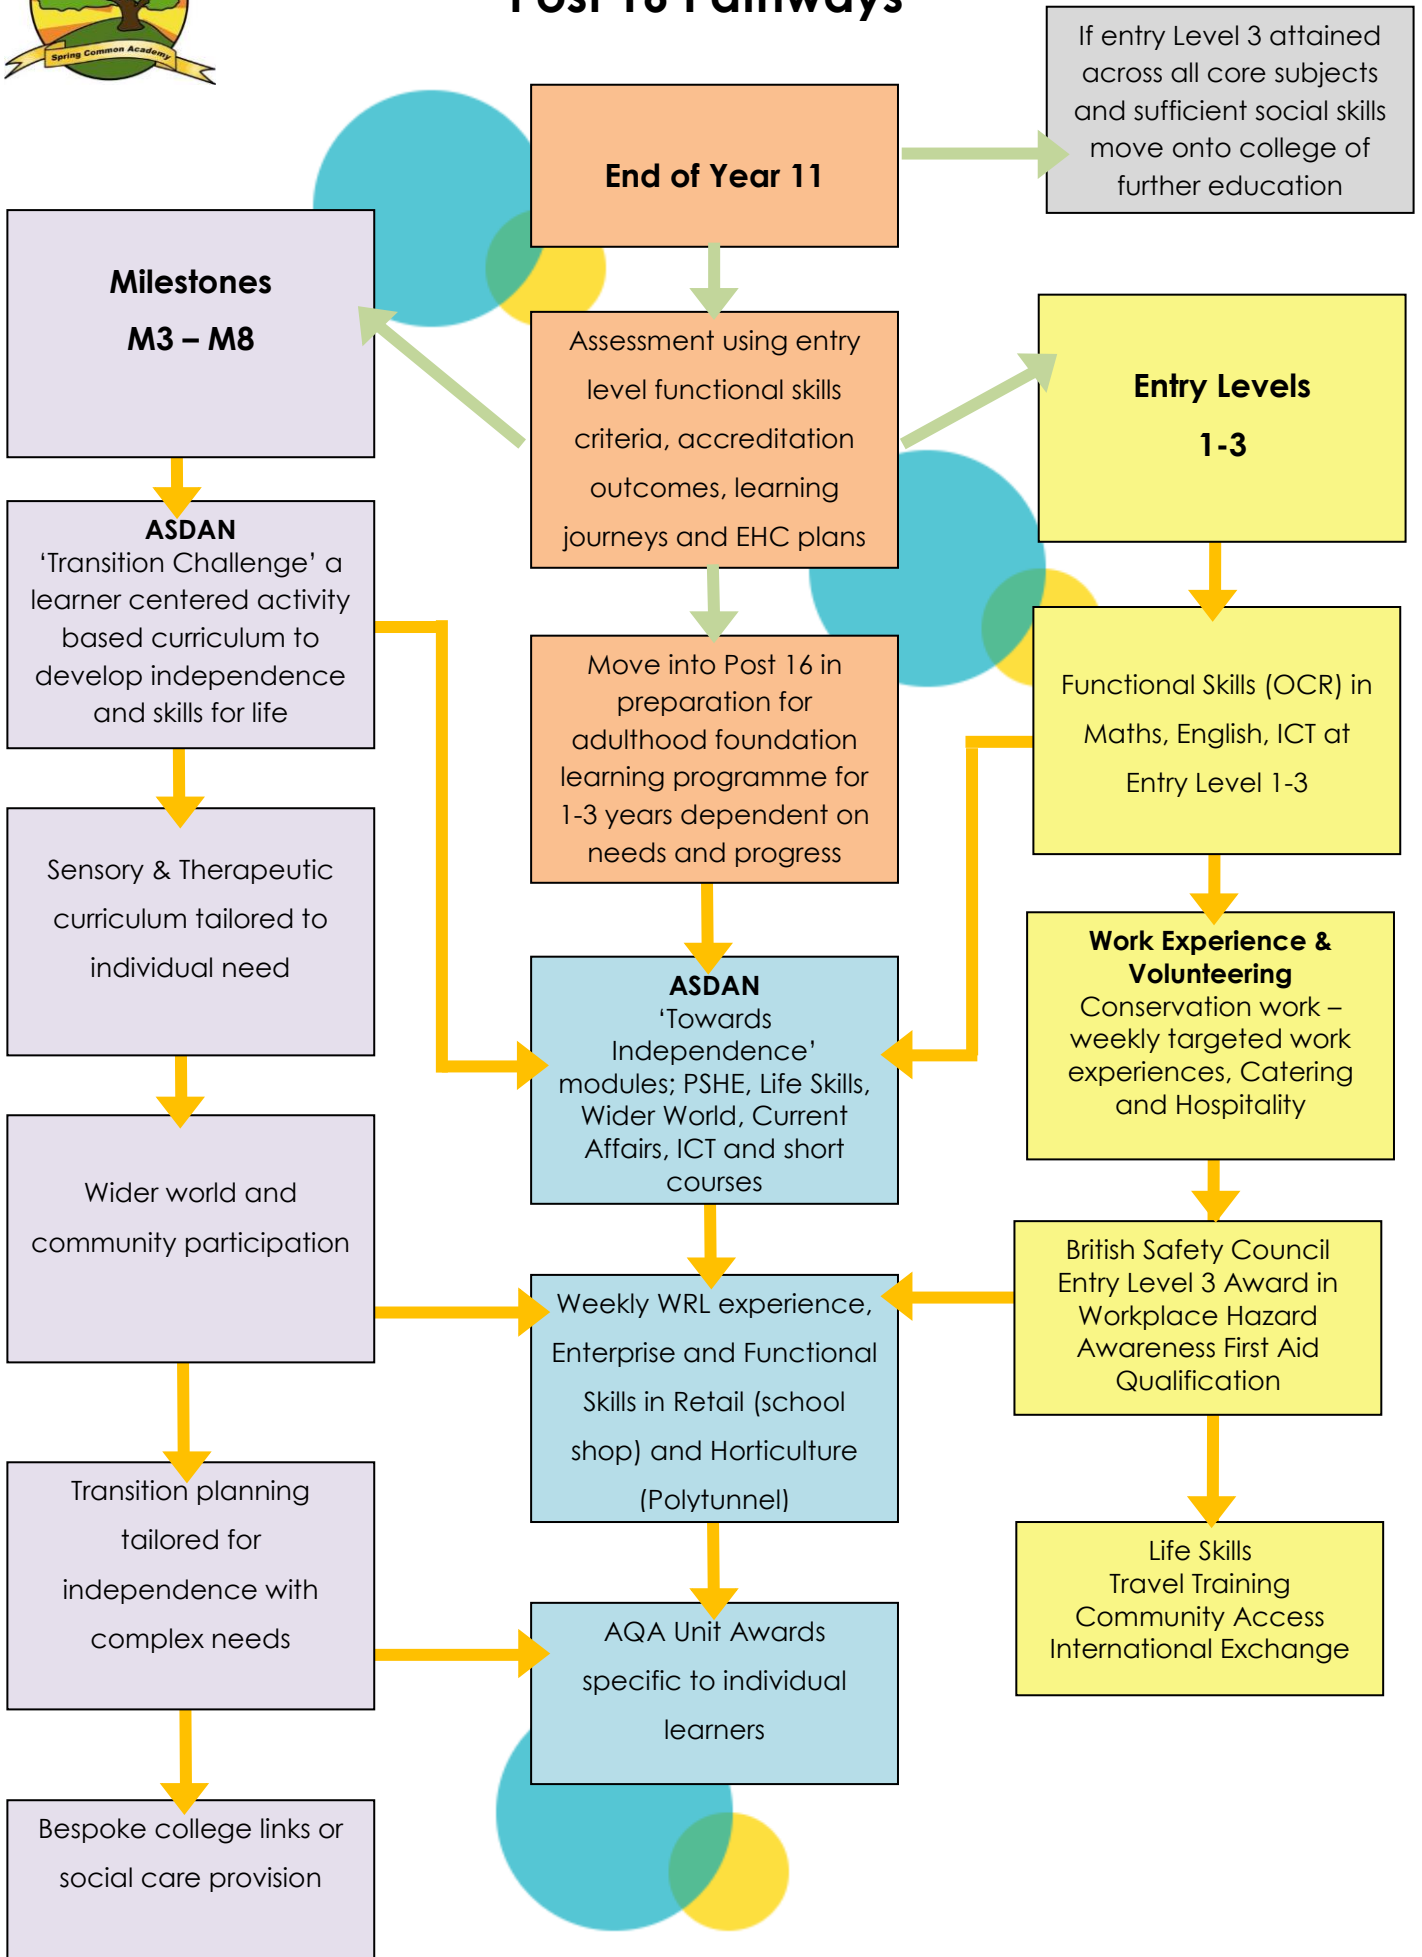 Post 16 Pathways
Spring Common Academy
If entry Level 3 attained
across all core subjects
and sufficient social skills
move onto college of
further education
End of Year 11
Milestones
M3 – M8
Assessment using entry
level functional skills
criteria, accreditation
outcomes, learning
journeys and EHC plans
Entry Levels
1-3
ASDAN
‘Transition Challenge’ a
learner centered activity
based curriculum to
develop independence
and skills for life
Move into Post 16 in
preparation for
adulthood foundation
learning programme for
1-3 years dependent on
needs and progress
Functional Skills (OCR) in
Maths, English, ICT at
Entry Level 1-3
Sensory & Therapeutic
curriculum tailored to
individual need
ASDAN
‘Towards
Independence’
modules; PSHE, Life Skills,
Wider World, Current
Affairs, ICT and short
courses
Work Experience &
Volunteering
Conservation work –
weekly targeted work
experiences, Catering
and Hospitality
Wider world and
community participation
Weekly WRL experience,
Enterprise and Functional
Skills in Retail (school
shop) and Horticulture
(Polytunnel)
British Safety Council
Entry Level 3 Award in
Workplace Hazard
Awareness First Aid
Qualification
Transition planning
tailored for
independence with
complex needs
AQA Unit Awards
specific to individual
learners
Life Skills
Travel Training
Community Access
International Exchange
Bespoke college links or
social care provision